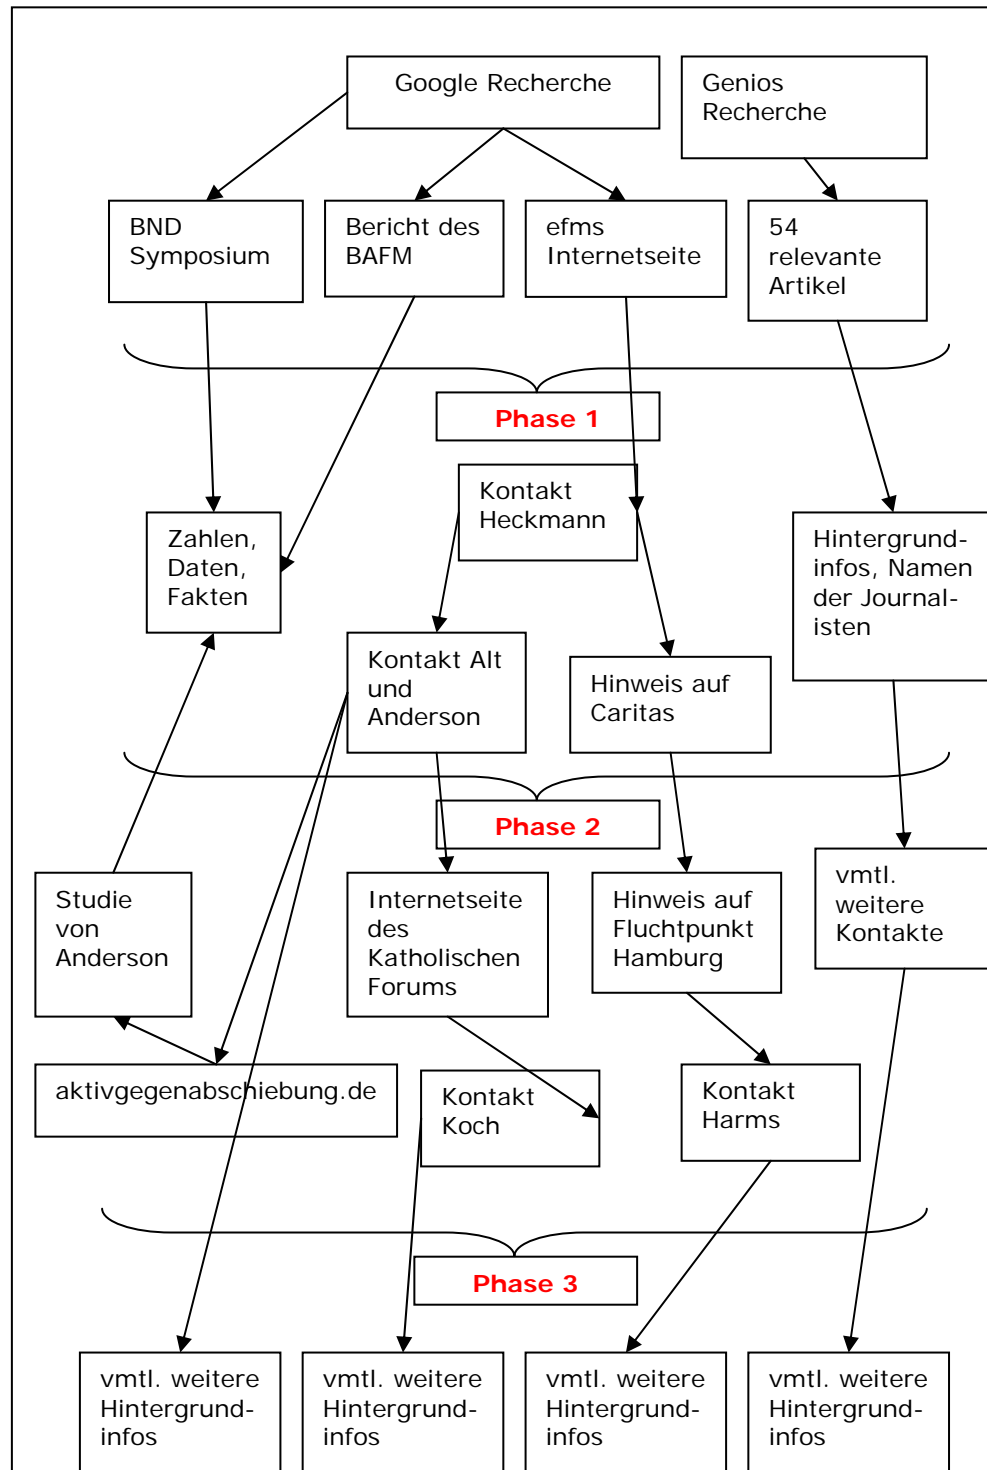 Google Recherche
Genios
Recherche
BND
Symposium
Bericht des
BAFM
efms
Internetseite
54
relevante
Artikel
Phase 1
Kontakt
Heckmann
Zahlen,
Daten,
Fakten
Hintergrund-
infos, Namen
der Journal-
isten
Kontakt Alt
und
Anderson
Hinweis auf
Caritas
Phase 2
Studie
von
Anderson
Internetseite
des
Katholischen
Forums
Hinweis auf
Fluchtpunkt
Hamburg
vmtl.
weitere
Kontakte
aktivgegenabschiebung.de
Kontakt
Koch
Kontakt
Harms
Phase 3
vmtl. weitere
Hintergrund-
infos
vmtl. weitere
Hintergrund-
infos
vmtl. weitere
Hintergrund-
infos
vmtl. weitere
Hintergrund-
infos